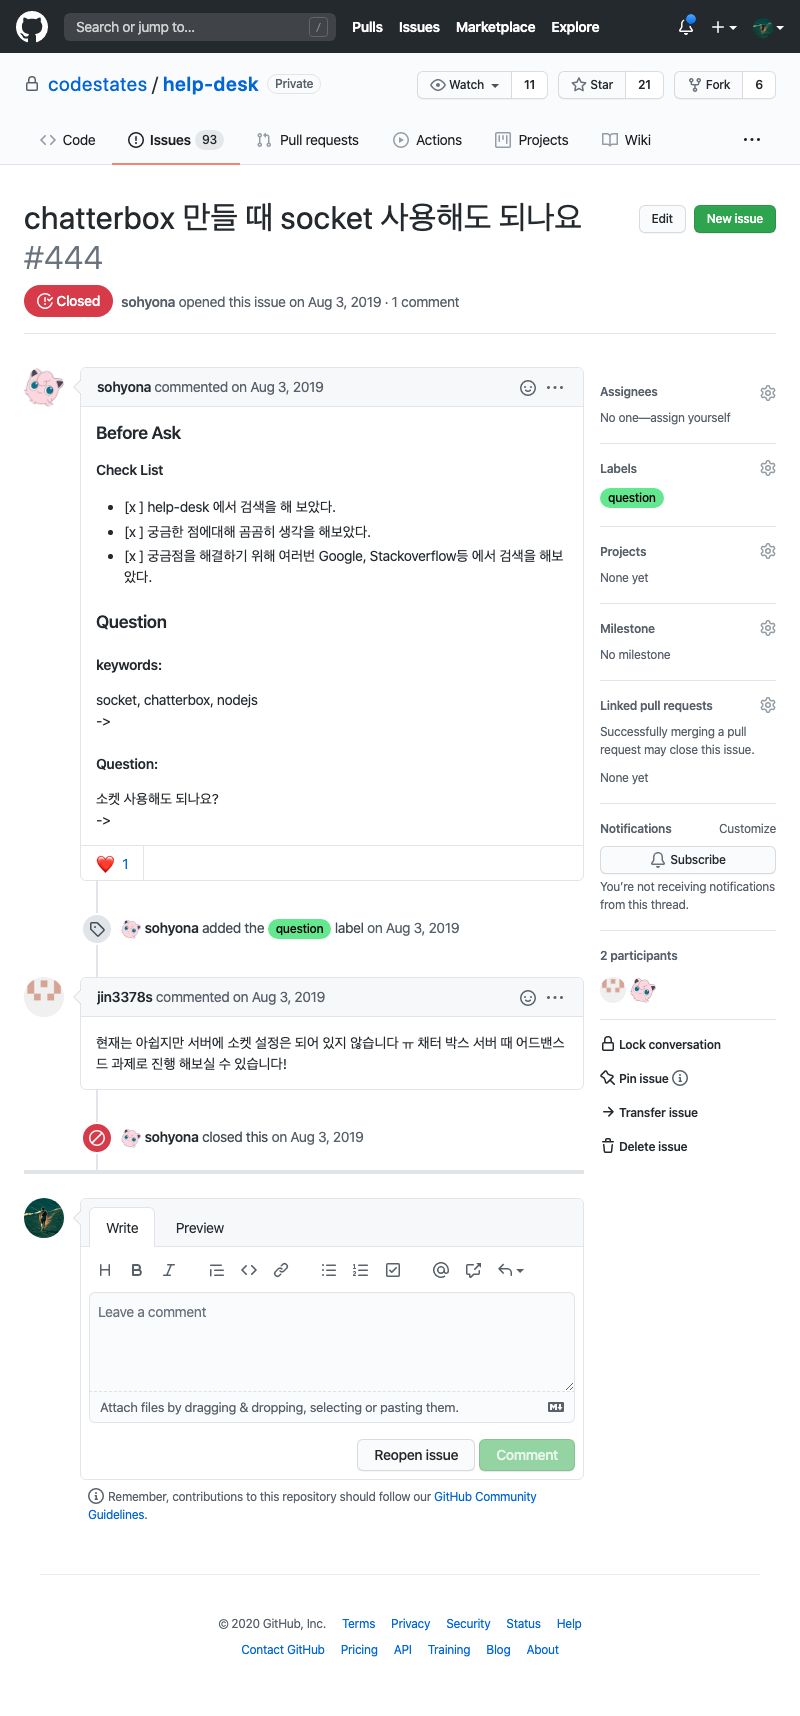 Search or jump to... /
Pulls Issues Marketplace Explore
codestates / help-desk Private
Watch 11 Star 21 Fork 6
Code Issues 93 Pull requests Actions Projects Wiki ...
chatterbox 만들 때 socket 사용해도 되나요
#444
Edit New issue
Closed sohyona opened this issue on Aug 3, 2019 · 1 comment
sohyona commented on Aug 3, 2019
Before Ask
Check List
• [x ] help-desk 에서 검색을 해 보았다.
• [x ] 궁금한 점에대해 곰곰히 생각을 해보았다.
• [x ] 궁금점을 해결하기 위해 여러번 Google, Stackoverflow등 에서 검색을 해보
았다.
Question
keywords:
socket, chatterbox, nodejs
->
Question:
소켓 사용해도 되나요?
->
❤️ 1
sohyona added the question label on Aug 3, 2019
jin3378s commented on Aug 3, 2019
현재는 아쉽지만 서버에 소켓 설정은 되어 있지 않습니다 ㅠ 채터 박스 서버 때 어드밴스
드 과제로 진행 해보실 수 있습니다!
sohyona closed this on Aug 3, 2019
Write Preview
Leave a comment
Attach files by dragging & dropping, selecting or pasting them.
Reopen issue Comment
Remember, contributions to this repository should follow our GitHub Community
Guidelines.
Assignees
No one—assign yourself
Labels
question
Projects
None yet
Milestone
No milestone
Linked pull requests
Successfully merging a pull
request may close this issue.
None yet
Notifications Customize
Subscribe
You're not receiving notifications
from this thread.
2 participants
Lock conversation
Pin issue
Transfer issue
Delete issue
© 2020 GitHub, Inc. Terms Privacy Security Status Help
Contact GitHub Pricing API Training Blog About